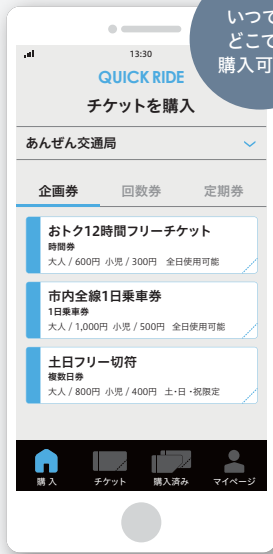 いつで
どこで
購入可
13:30
QUICK RIDE
チケットを購入
あんぜん交通局
企画券 回数券 定期券
おトク12時間フリーチケット
時間券
大人 / 600円 小児 / 300円 全日使用可能
市内全線1日乗車券
1日乗車券
大人 / 1,000円 小児 / 500円 全日使用可能
土日フリー切符
複数日券
大人 / 800円 小児 / 400円 土・日・祝限定
購入 チケット 購入済み マイページ